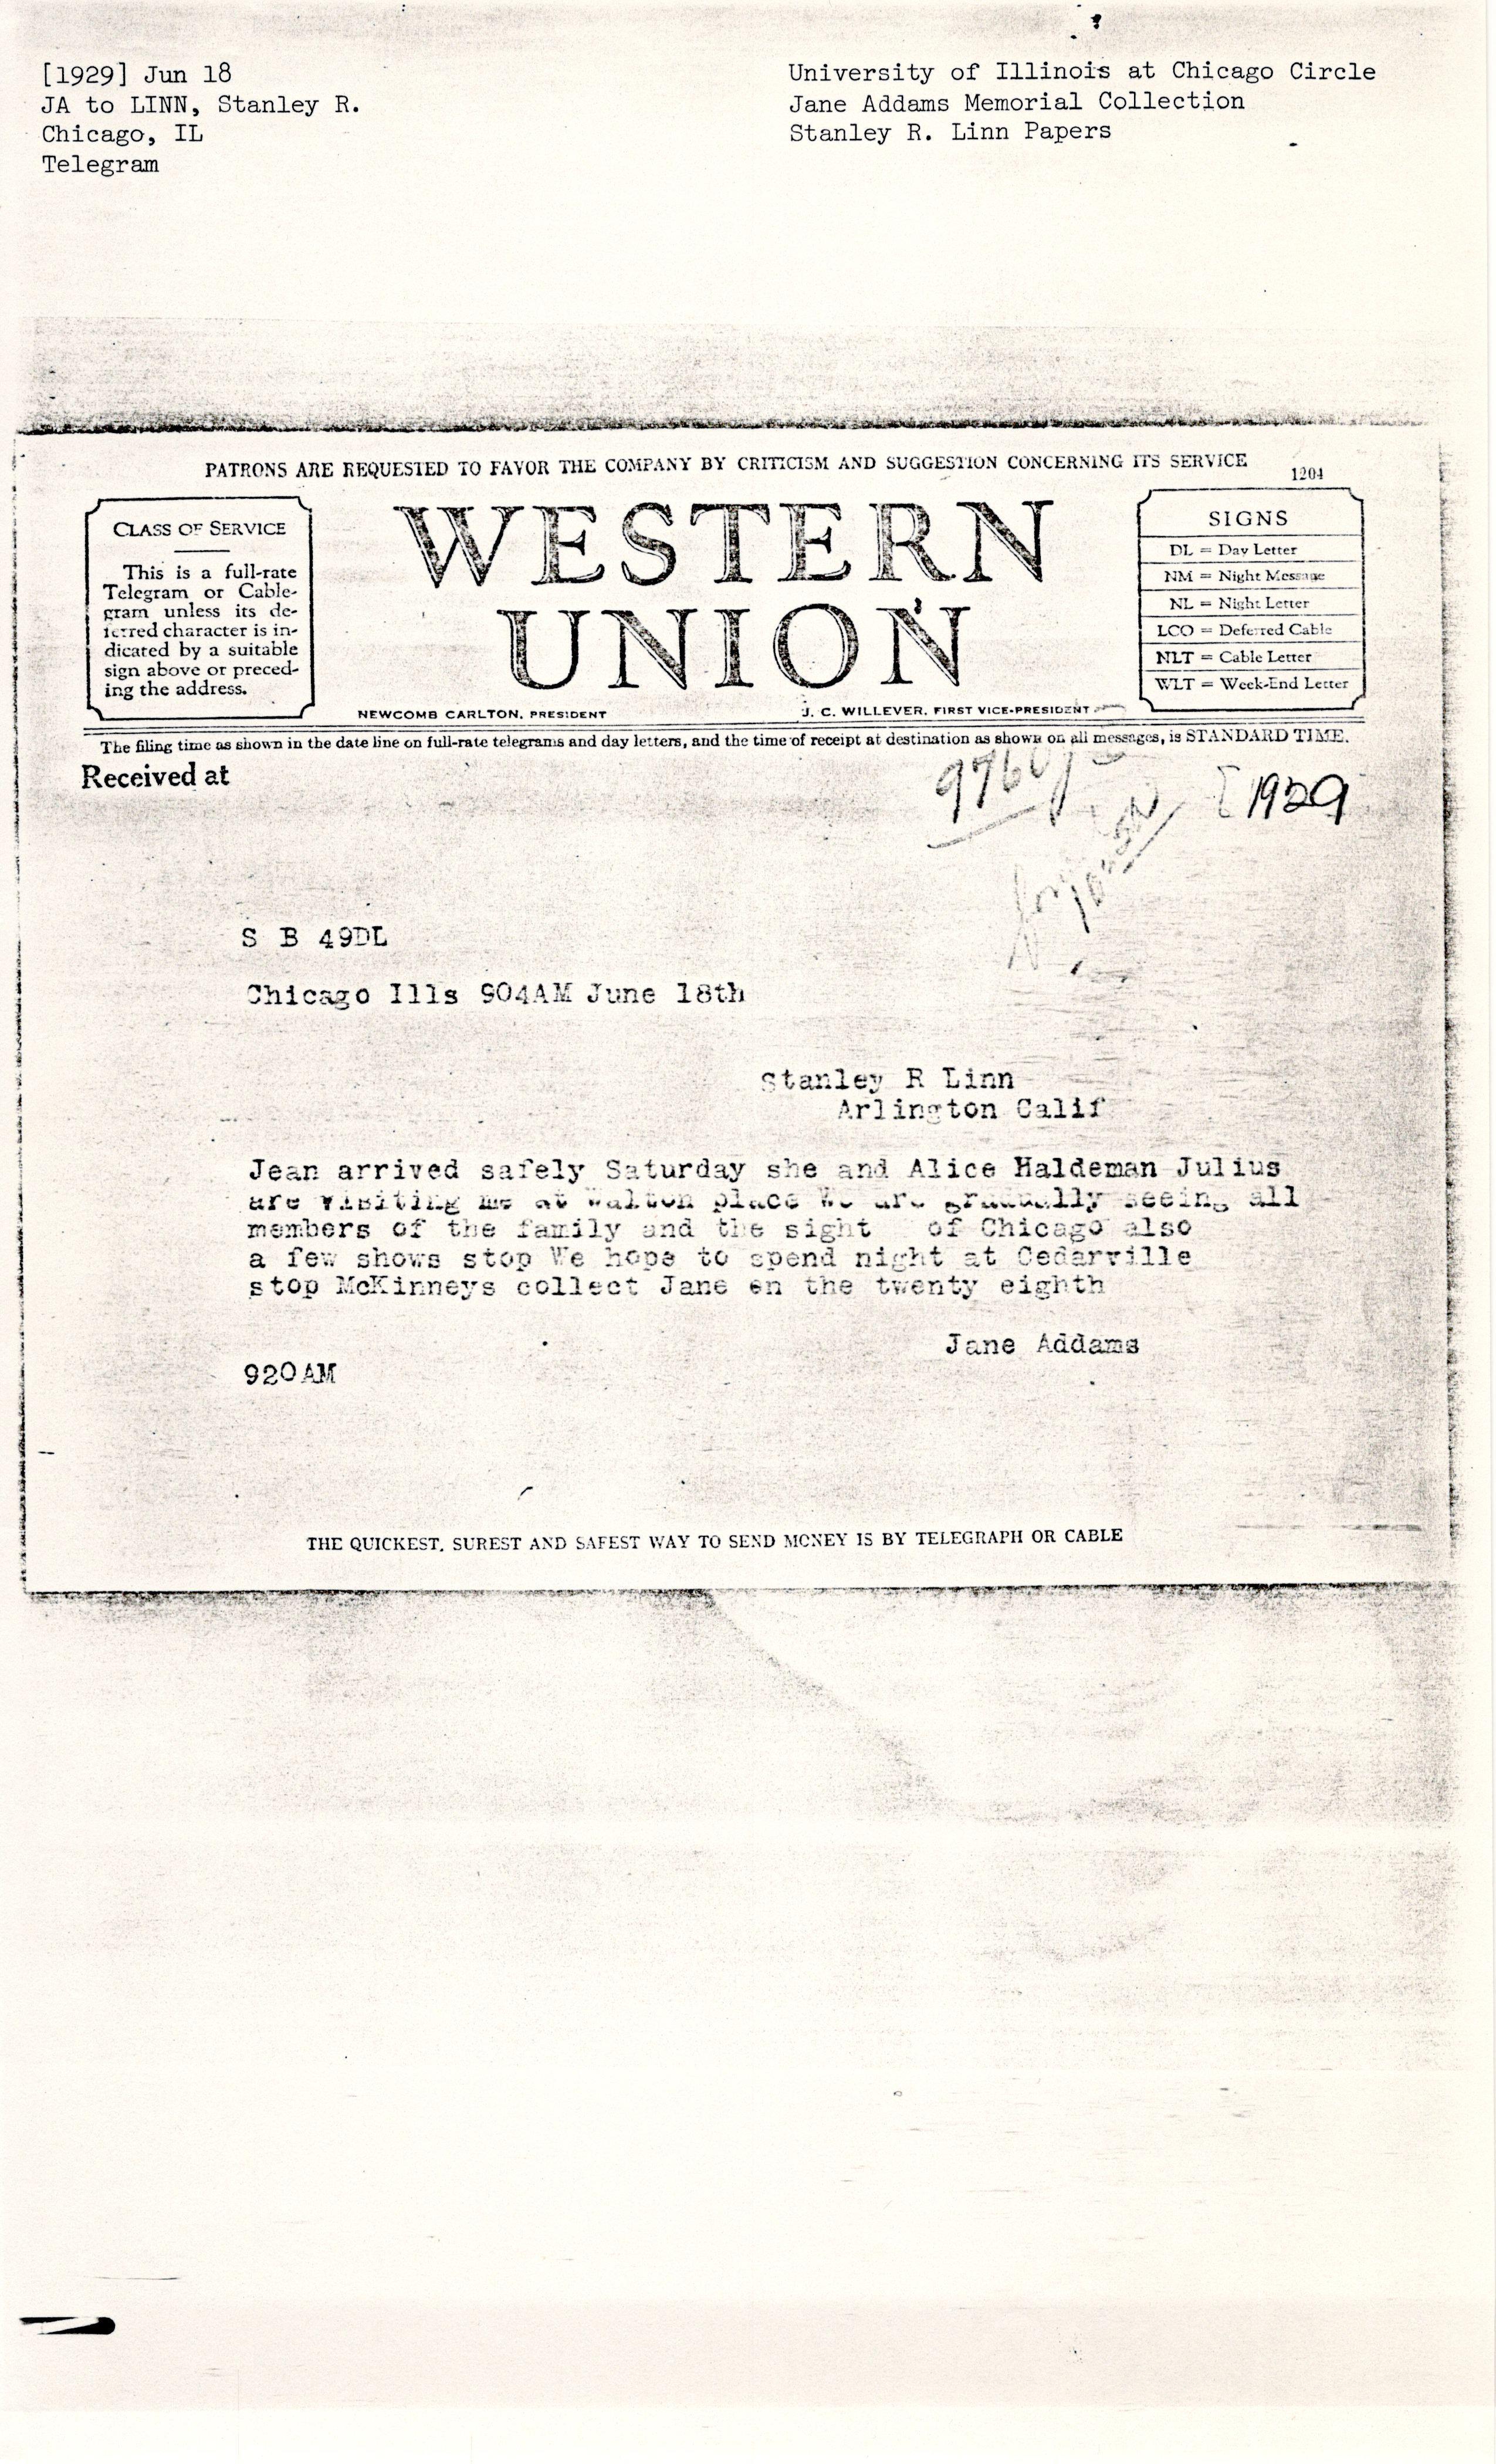 [1929] Jun 18
JA to LINN, Stanley R.
Chicago, IL
Telegram
University of Illinois at Chicago Circle
Jane Addams Memorial Collection
Stanley R. Linn Papers
PATRONS ARE REQUESTED TO FAVOR THE COMPANY BY CRITICISM AND SUGGESTION CONCERNING ITS SERVICE
1204
CLASS OF SERVICE
This is a full-rate
Telegram or Cable-
gram unless its de-
ferred character is in-
dicated by a suitable
sign above or preced-
ing the address.
WESTERN
UNION
NEWCOMB CARLTON, PRESIDENT
J. C. WILLEVER, FIRST VICE-PRESIDENT
SIGNS
DL = Day Letter
NM = Night Message
NL = Night Letter
LCO = Deferred Cable
NLT = Cable Letter
WLT = Week-End Letter
The filing time as shown in the date line on full-rate telegrams and day letters, and the time of receipt at destination as shown on all messages, is STANDARD TIME.
Received at
[1929
S B 49DL
Chicago Ills 904AM June 18th
Stanley R Linn
Arlington Calif
Jean arrived safely Saturday she and Alice Haldeman Julius
are visiting me at Walton place We are gradually seeing all
members of the family and the sight of Chicago also
a few shows stop We hope to spend night at Cedarville
stop McKinneys collect Jane en the twenty eighth
Jane Addams
920AM
THE QUICKEST, SUREST AND SAFEST WAY TO SEND MONEY IS BY TELEGRAPH OR CABLE